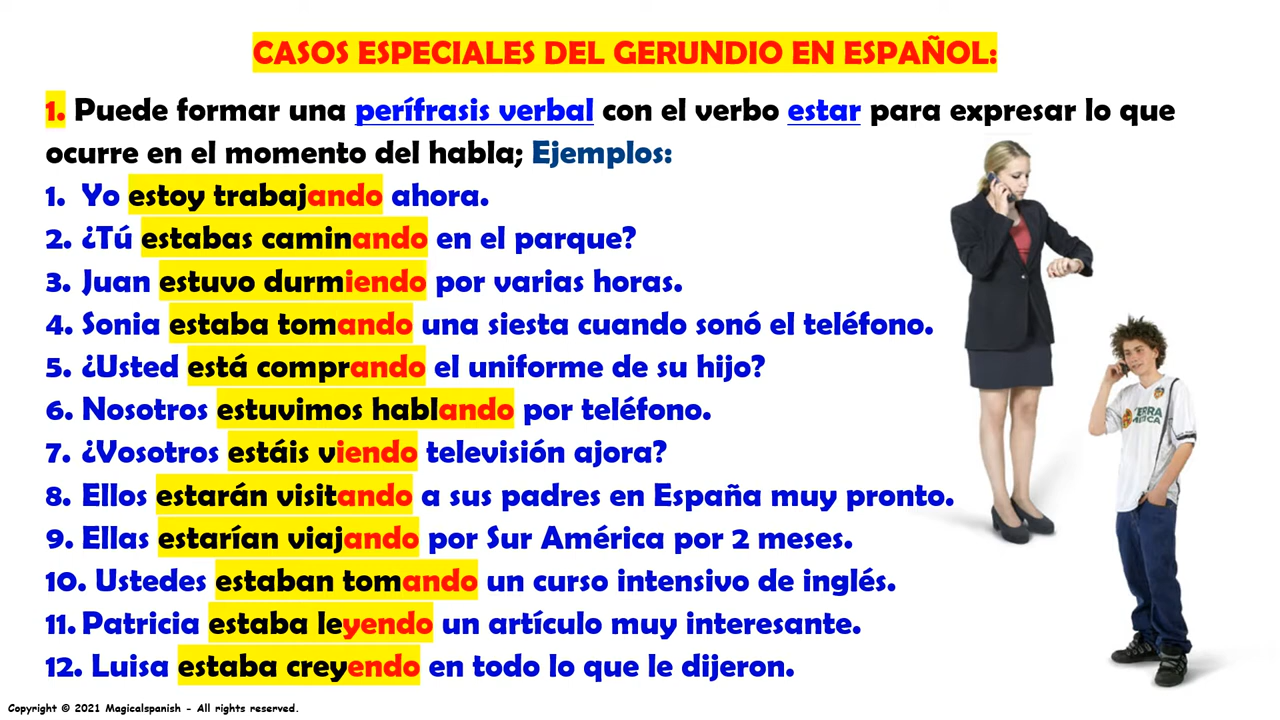 CASOS ESPECIALES DEL GERUNDIO EN ESPAÑOL:
1. Puede formar una perífrasis verbal con el verbo estar para expresar lo que
ocurre en el momento del habla; Ejemplos:
1. Yo estoy trabajando ahora.
2. ¿Tú estabas caminando en el parque?
3. Juan estuvo durmiendo por varias horas.
4. Sonia estaba tomando una siesta cuando sonó el teléfono.
5. ¿Usted está comprando el uniforme de su hijo?
6. Nosotros estuvimos hablando por teléfono.
7. ¿Vosotros estáis viendo televisión ajora?
8. Ellos estarán visitando a sus padres en España muy pronto.
9. Ellas estarían viajando por Sur América por 2 meses.
10. Ustedes estaban tomando un curso intensivo de inglés.
11. Patricia estaba leyendo un artículo muy interesante.
12. Luisa estaba creyendo en todo lo que le dijeron.
Copyright © 2021 Magicalspanish - All rights reserved.